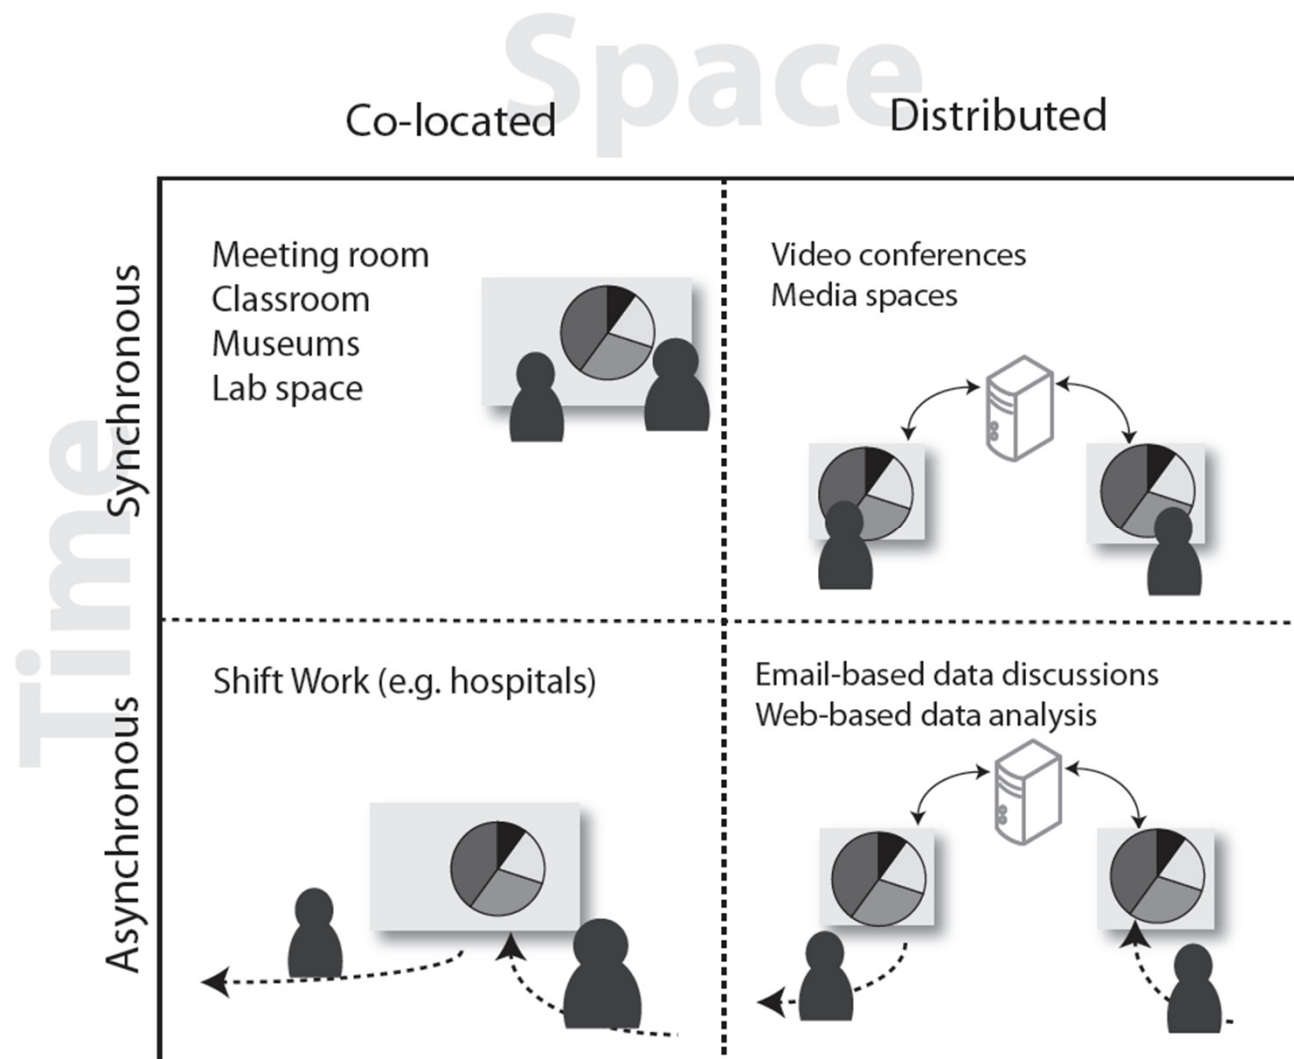 Space
Co-located
Distributed
Time
Synchronous
Meeting room
Classroom
Museums
Lab space
Video conferences
Media spaces
Asynchronous
Shift Work (e.g. hospitals)
Email-based data discussions
Web-based data analysis